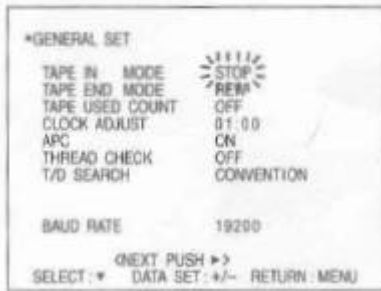 *GENERAL SET
TAPE IN MODE STOP
TAPE END MODE REW
TAPE USED COUNT OFF
CLOCK ADJUST 01:00
APC ON
THREAD CHECK OFF
T/D SEARCH CONVENTION
BAUD RATE 19200
<NEXT PUSH ►>
SELECT:▼ DATA SET:+/- RETURN:MENU